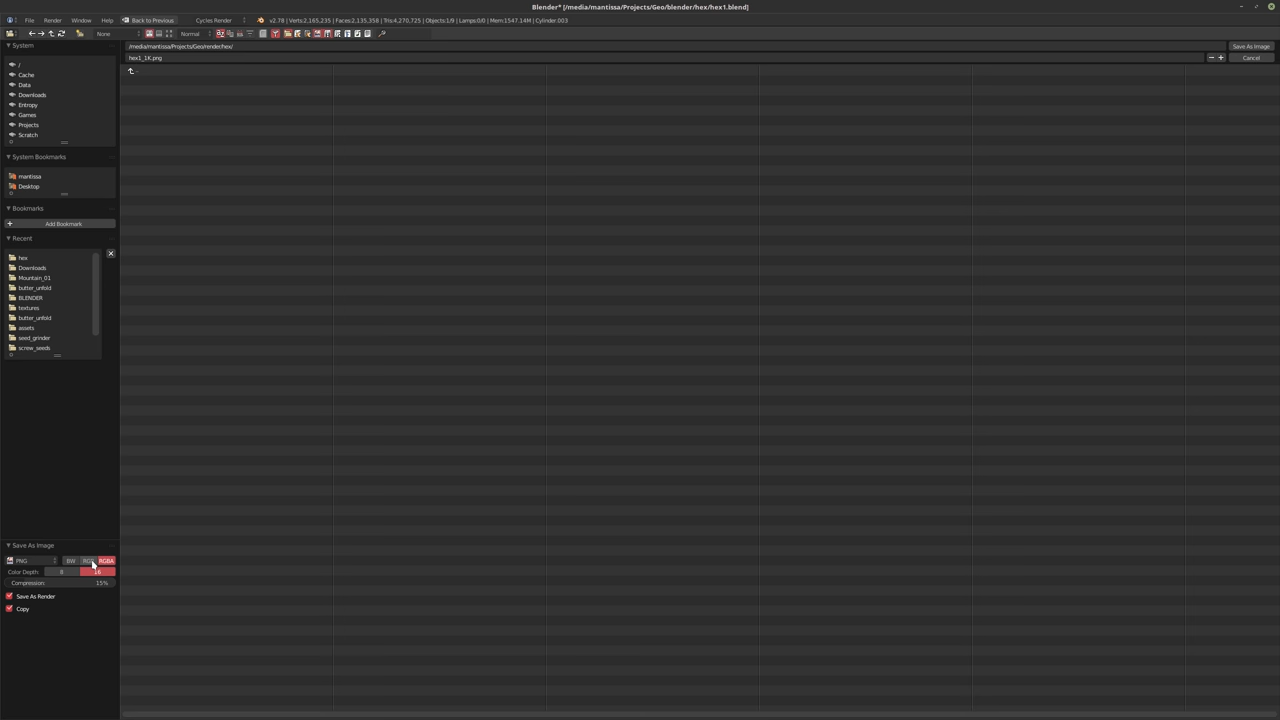 Blender* [/media/mantissa/Projects/Geo/blender/hex/hex1.blend]
File Render Window Help Back to Previous Cycles Render v2.78 | Verts:2,165,235 | Faces:2,135,358 | Tris:4,270,725 | Objects:1/9 | Lamps:0/0 | Mem:1547.14M | Cylinder.003
None Normal
System
/media/mantissa/Projects/Geo/render/hex/ Save As Image
hex1_1K.png Cancel
/
..
Cache
Data
Downloads
Entropy
Games
Projects
Scratch
System Bookmarks
mantissa
Desktop
Bookmarks
Add Bookmark
Recent
hex
Downloads
Mountain_01
butter_unfold
BLENDER
textures
butter_unfold
assets
seed_grinder
screw_seeds
Save As Image
PNG BW RGB RGBA
Color Depth: 8 16
Compression: 15%
Save As Render
Copy